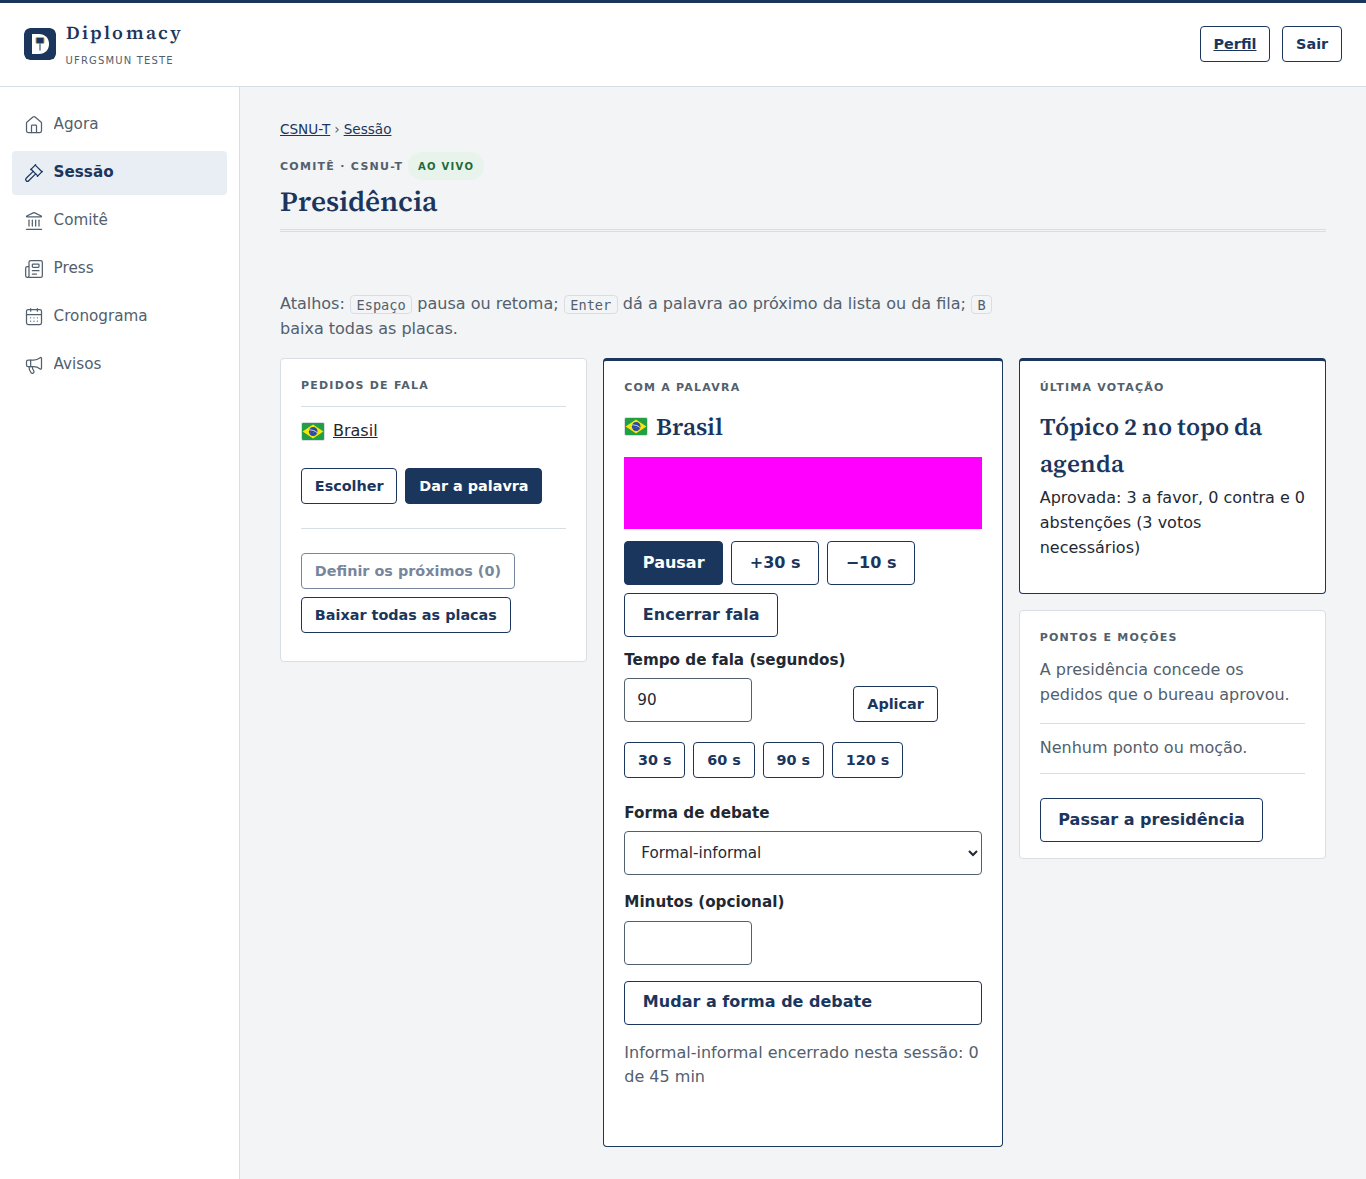 Diplomacy
UFRGSMUN TESTE
Perfil
Sair
Agora
Sessão
Comitê
Press
Cronograma
Avisos
CSNU-T › Sessão
COMITÊ · CSNU-T AO VIVO
Presidência
Atalhos: Espaço pausa ou retoma; Enter dá a palavra ao próximo da lista ou da fila; B
baixa todas as placas.
PEDIDOS DE FALA
Brasil
Escolher
Dar a palavra
Definir os próximos (0)
Baixar todas as placas
COM A PALAVRA
Brasil
Pausar
+30 s
−10 s
Encerrar fala
Tempo de fala (segundos)
90
Aplicar
30 s
60 s
90 s
120 s
Forma de debate
Formal-informal
Minutos (opcional)
Mudar a forma de debate
Informal-informal encerrado nesta sessão: 0
de 45 min
ÚLTIMA VOTAÇÃO
Tópico 2 no topo da
agenda
Aprovada: 3 a favor, 0 contra e 0
abstenções (3 votos
necessários)
PONTOS E MOÇÕES
A presidência concede os
pedidos que o bureau aprovou.
Nenhum ponto ou moção.
Passar a presidência